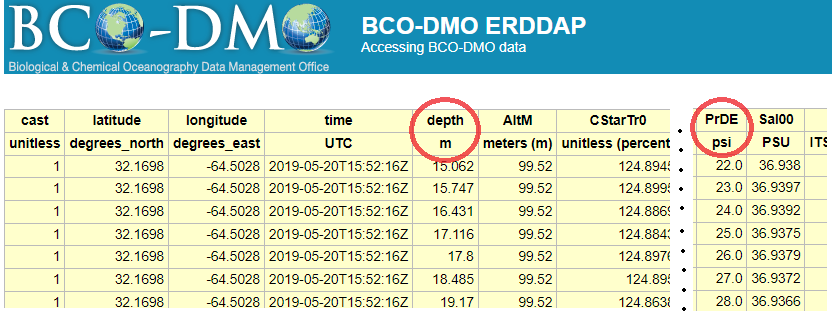 BCO-DMO
Biological & Chemical Oceanography Data Management Office
BCO-DMO ERDDAP
Accessing BCO-DMO data
cast latitude longitude time depth AltM CStarTr0 PrDE Sal00
unitless degrees_north degrees_east UTC m meters (m) unitless (percent psi PSU ITS
1 32.1698 -64.5028 2019-05-20T15:52:16Z 15.062 99.52 124.8945 22.0 36.938
1 32.1698 -64.5028 2019-05-20T15:52:16Z 15.747 99.52 124.8995 23.0 36.9397
1 32.1698 -64.5028 2019-05-20T15:52:16Z 16.431 99.52 124.8869 24.0 36.9392
1 32.1698 -64.5028 2019-05-20T15:52:16Z 17.116 99.52 124.8843 25.0 36.9375
1 32.1698 -64.5028 2019-05-20T15:52:16Z 17.8 99.52 124.8976 26.0 36.9379
1 32.1698 -64.5028 2019-05-20T15:52:16Z 18.485 99.52 124.895 27.0 36.9372
1 32.1698 -64.5028 2019-05-20T15:52:16Z 19.17 99.52 124.8638 28.0 36.9366